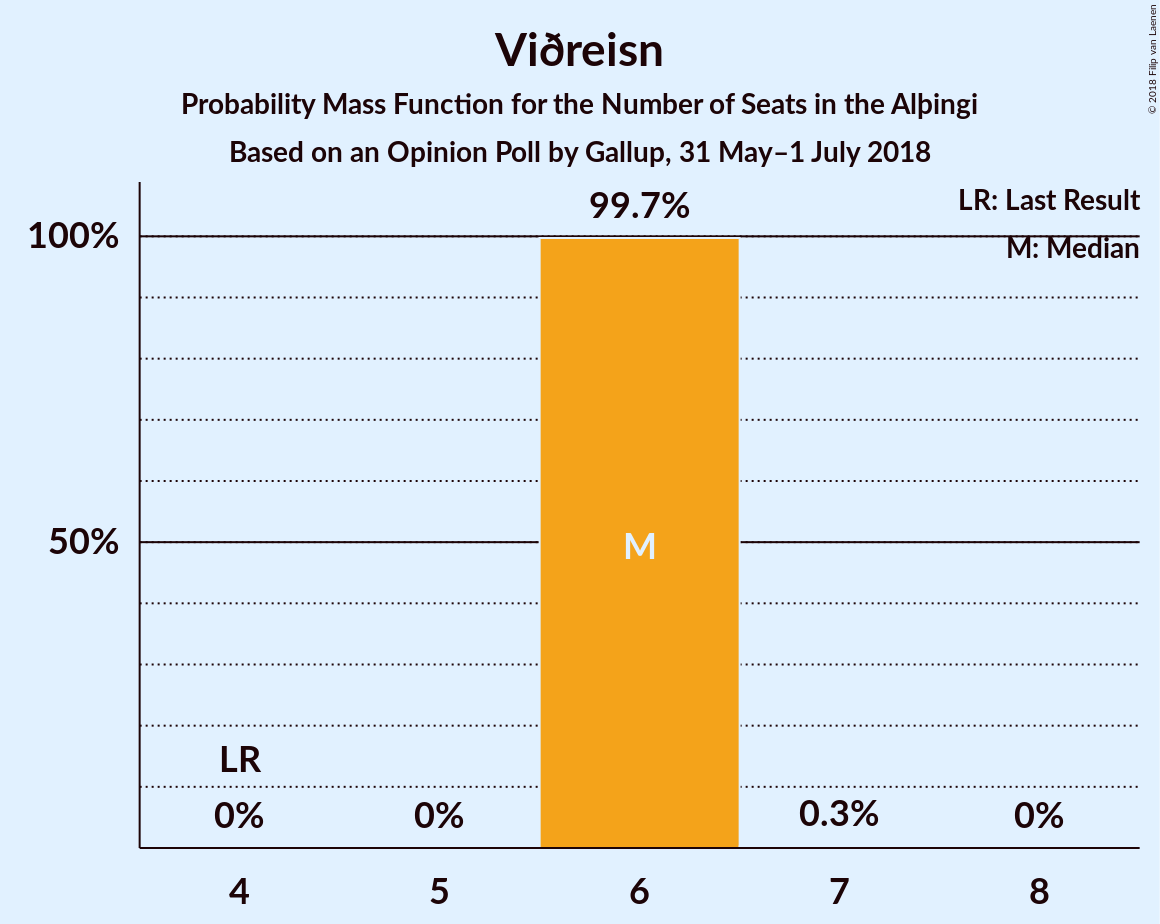 Viðreisn
Probability Mass Function for the Number of Seats in the Alþingi
Based on an Opinion Poll by Gallup, 31 May–1 July 2018
© 2018 Filip van Laenen
LR: Last Result
M: Median
99.7%
100%
50%
M
LR
0%
0%
0.3%
0%
4
5
6
7
8